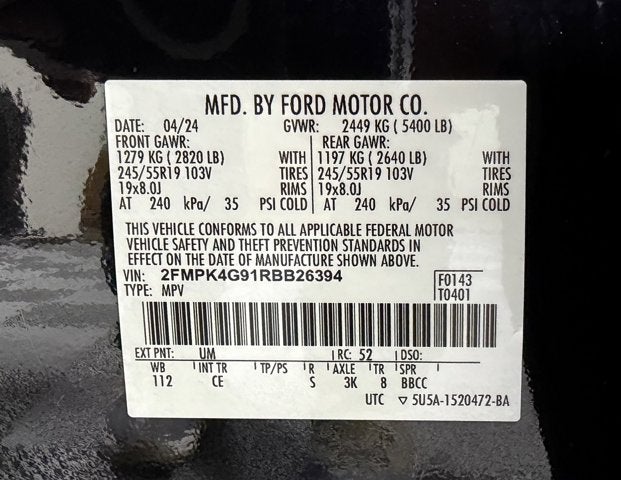 MFD. BY FORD MOTOR CO.
DATE: 04/24 GVWR: 2449 KG ( 5400 LB)
FRONT GAWR: REAR GAWR:
1279 KG ( 2820 LB) WITH 1197 KG ( 2640 LB) WITH
245/55R19 103V TIRES 245/55R19 103V TIRES
19x8.0J RIMS 19x8.0J RIMS
AT 240 kPa/ 35 PSI COLD AT 240 kPa/ 35 PSI COLD
THIS VEHICLE CONFORMS TO ALL APPLICABLE FEDERAL MOTOR
VEHICLE SAFETY AND THEFT PREVENTION STANDARDS IN
EFFECT ON THE DATE OF MANUFACTURE SHOWN ABOVE.
VIN: 2FMPK4G91RBB26394 F0143
TYPE: MPV T0401
EXT PNT: UM RC: 52 DSO:
WB INT TR TP/PS R AXLE TR SPR
112 CE S 3K 8 BBCC
UTC ▽ 5U5A-1520472-BA